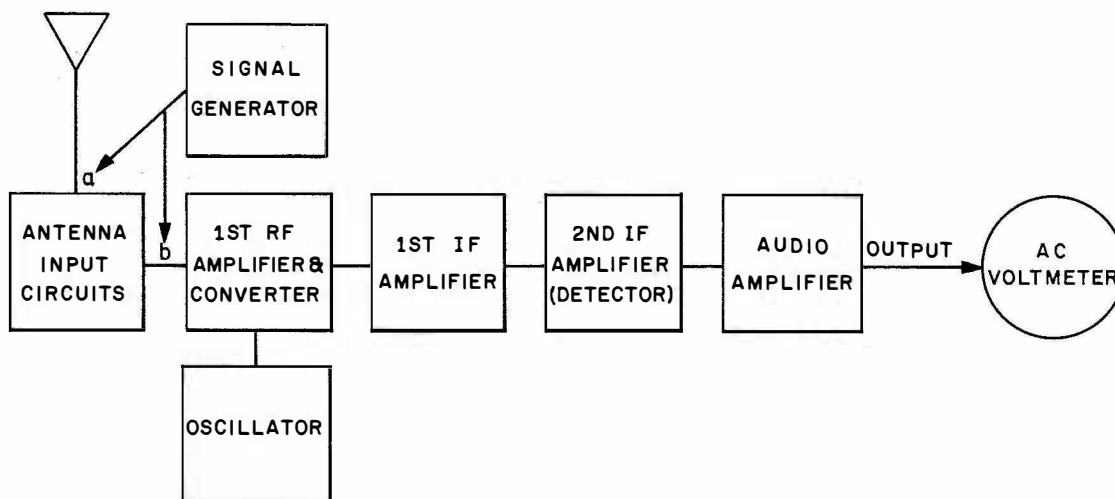 SIGNAL
GENERATOR
a
b
ANTENNA
INPUT
CIRCUITS
1ST RF
AMPLIFIER &
CONVERTER
1ST IF
AMPLIFIER
2ND IF
AMPLIFIER
(DETECTOR)
AUDIO
AMPLIFIER
OUTPUT
AC
VOLTMETER
OSCILLATOR